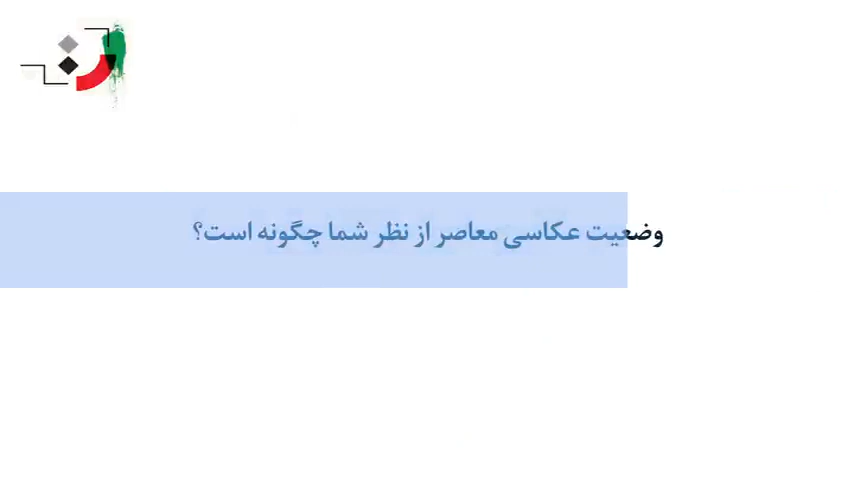 وضعیت عکاسی معاصر از نظر شما چگونه است؟